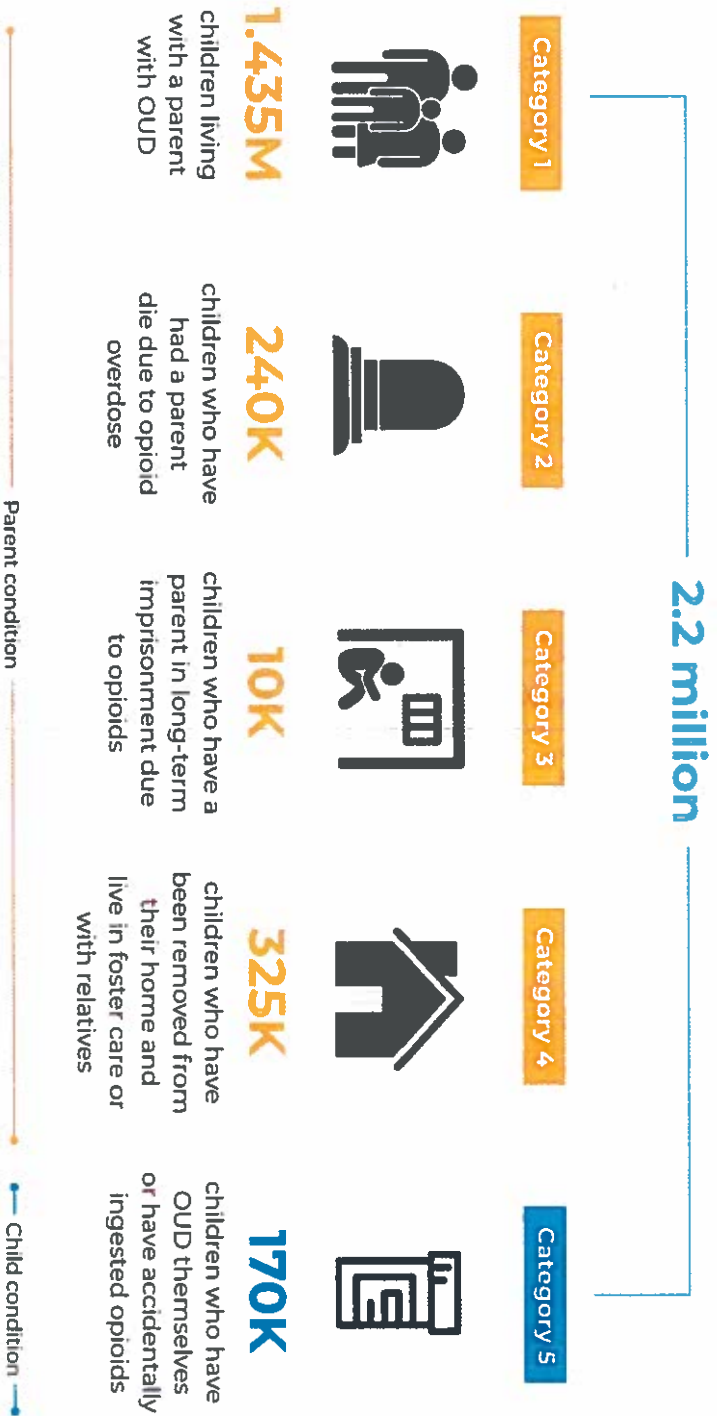 2.2 million
Category 1
1.435M
children living
with a parent
with OUD
Category 2
240K
children who have
had a parent
die due to opioid
overdose
Category 3
10K
children who have a
parent in long-term
imprisonment due
to opioids
Category 4
325K
children who have
been removed from
their home and
live in foster care or
with relatives
Category 5
170K
children who have
OUD themselves
or have accidentally
ingested opioids
Parent condition
Child condition